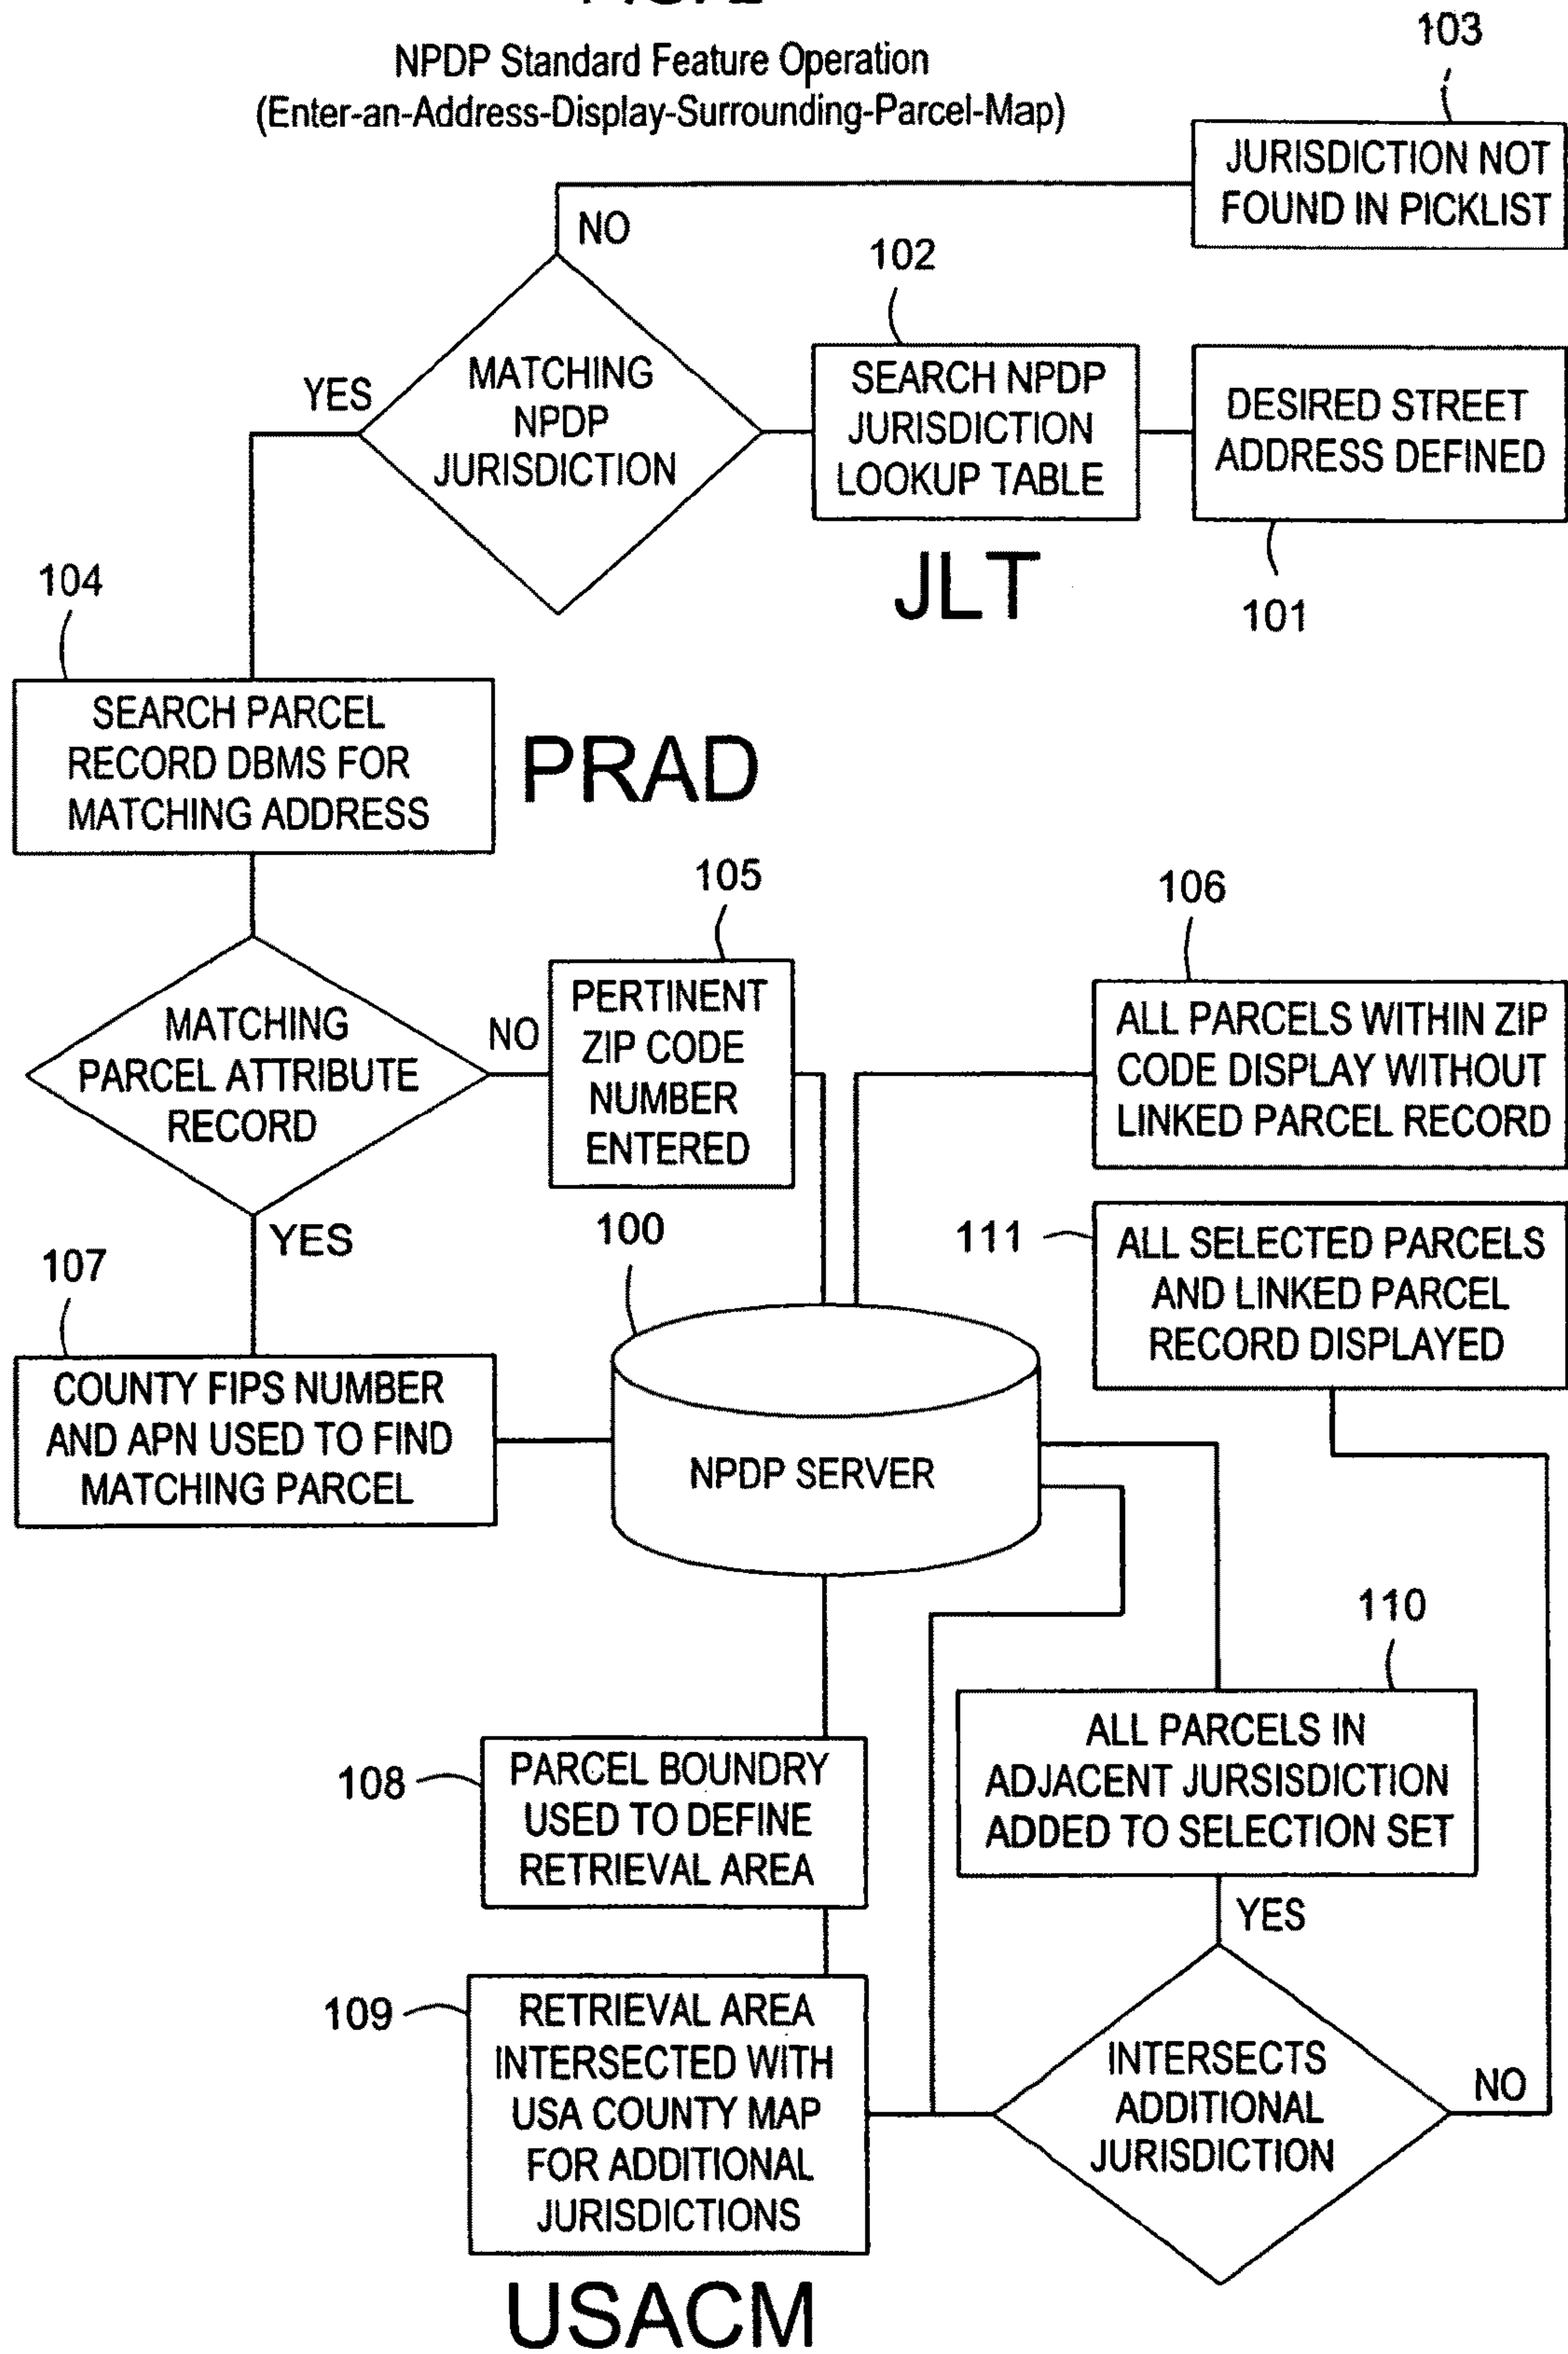 NPDP Standard Feature Operation
(Enter-an-Address-Display-Surrounding-Parcel-Map)
103
JURISDICTION NOT
FOUND IN PICKLIST
NO
102
YES
MATCHING
NPDP
JURISDICTION
SEARCH NPDP
JURISDICTION
LOOKUP TABLE
DESIRED STREET
ADDRESS DEFINED
JLT
101
104
SEARCH PARCEL
RECORD DBMS FOR
MATCHING ADDRESS
PRAD
105
106
MATCHING
PARCEL ATTRIBUTE
RECORD
NO
PERTINENT
ZIP CODE
NUMBER
ENTERED
ALL PARCELS WITHIN ZIP
CODE DISPLAY WITHOUT
LINKED PARCEL RECORD
YES
100
111
ALL SELECTED PARCELS
AND LINKED PARCEL
RECORD DISPLAYED
107
COUNTY FIPS NUMBER
AND APN USED TO FIND
MATCHING PARCEL
NPDP SERVER
110
108
PARCEL BOUNDRY
USED TO DEFINE
RETRIEVAL AREA
ALL PARCELS IN
ADJACENT JURSISDICTION
ADDED TO SELECTION SET
YES
109
RETRIEVAL AREA
INTERSECTED WITH
USA COUNTY MAP
FOR ADDITIONAL
JURISDICTIONS
INTERSECTS
ADDITIONAL
JURISDICTION
NO
USACM